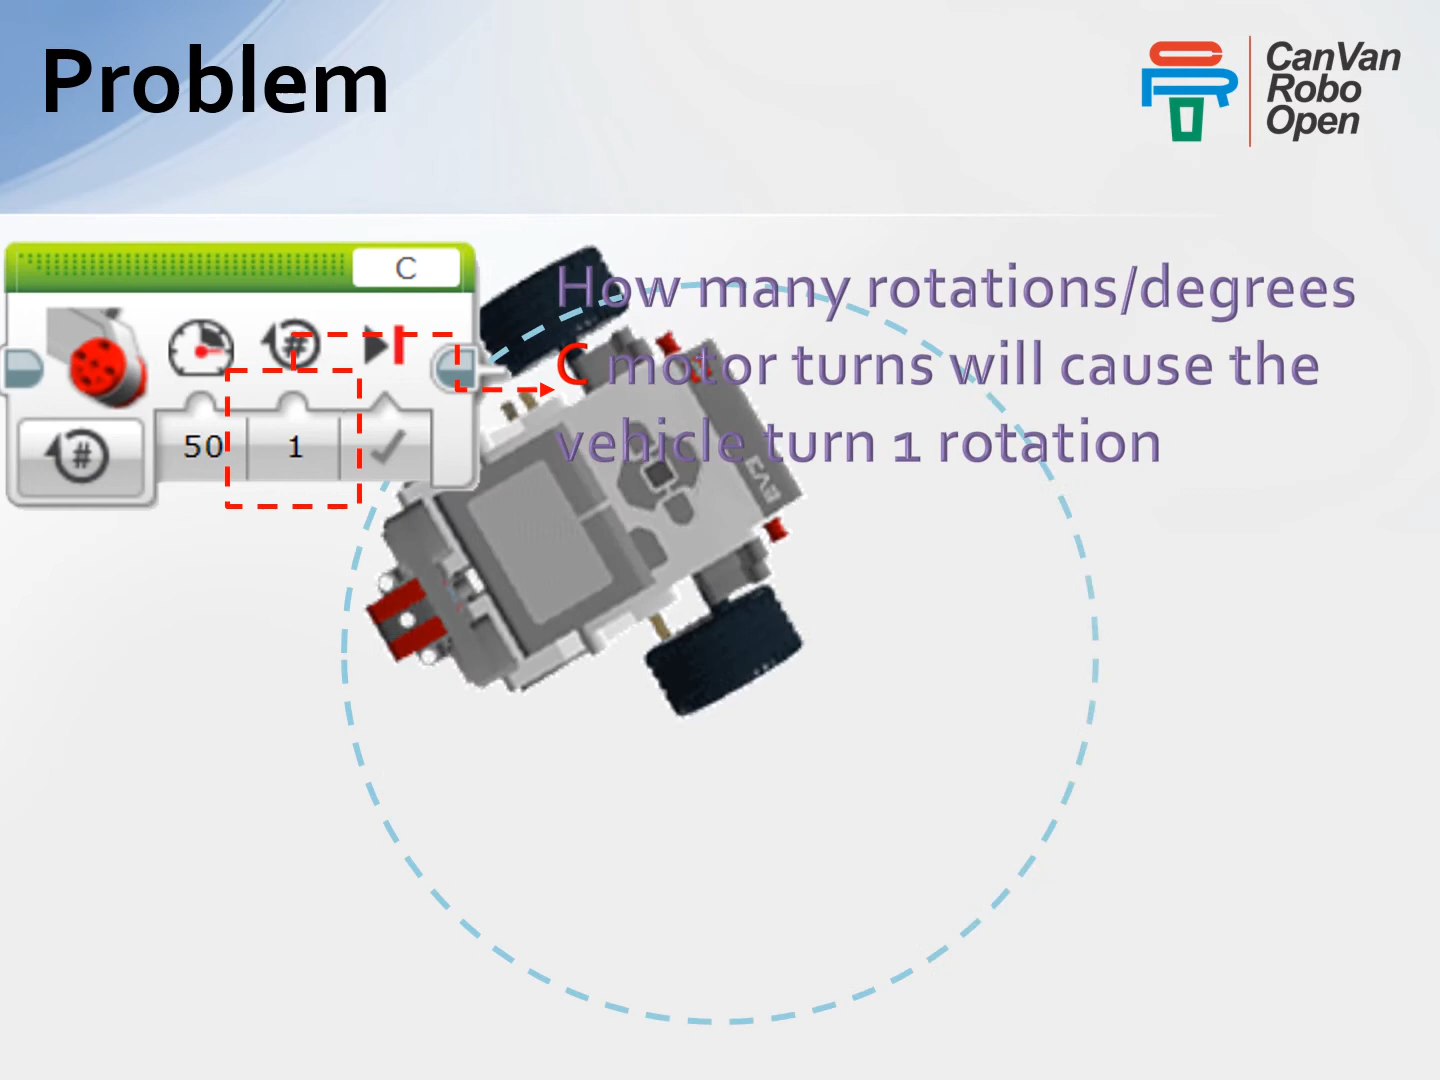 Problem
CanVan
Robo
Open
C
How many rotations/degrees
C motor turns will cause the
vehicle turn 1 rotation
#
#
50
1
EV3